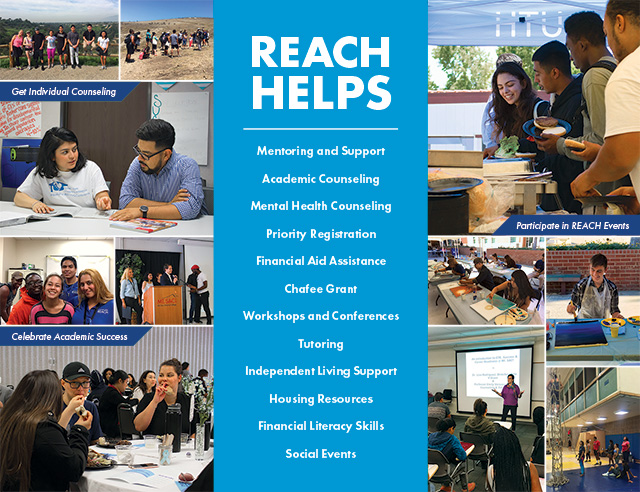 REACH
HELPS
Mentoring and Support
Academic Counseling
Mental Health Counseling
Priority Registration
Financial Aid Assistance
Chafee Grant
Workshops and Conferences
Tutoring
Independent Living Support
Housing Resources
Financial Literacy Skills
Social Events
Get Individual Counseling
Celebrate Academic Success
Participate in REACH Events